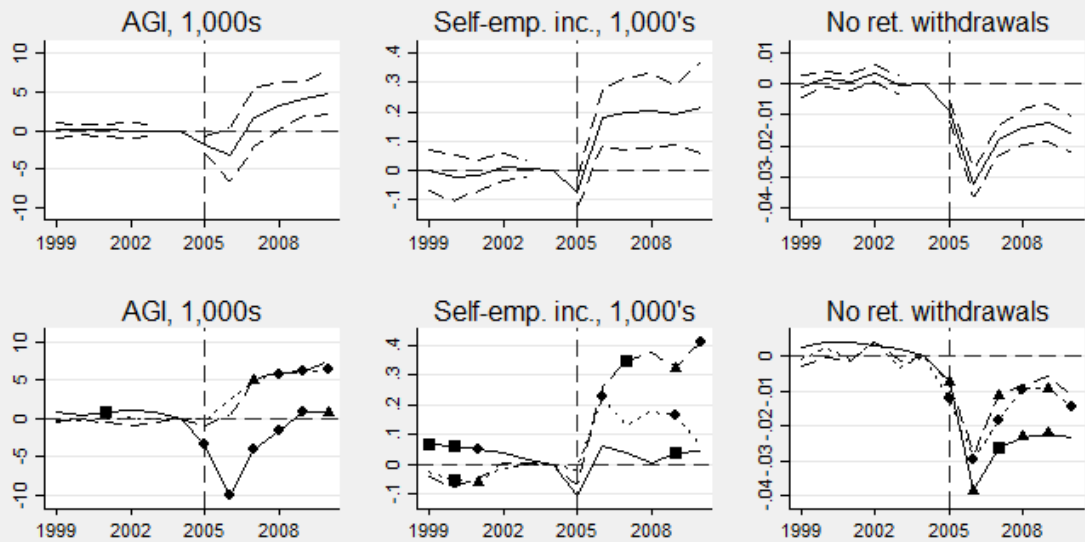 AGI, 1,000s
10
5
0
-5
-10
1999 2002 2005 2008
Self-emp. inc., 1,000's
.4
.3
.2
.1
0
-.1
1999 2002 2005 2008
No ret. withdrawals
.01
0
-.01
-.02
-.03
-.04
1999 2002 2005 2008
AGI, 1,000s
10
5
0
-5
-10
1999 2002 2005 2008
Self-emp. inc., 1,000's
.4
.3
.2
.1
0
-.1
1999 2002 2005 2008
No ret. withdrawals
0
-.01
-.02
-.03
-.04
1999 2002 2005 2008